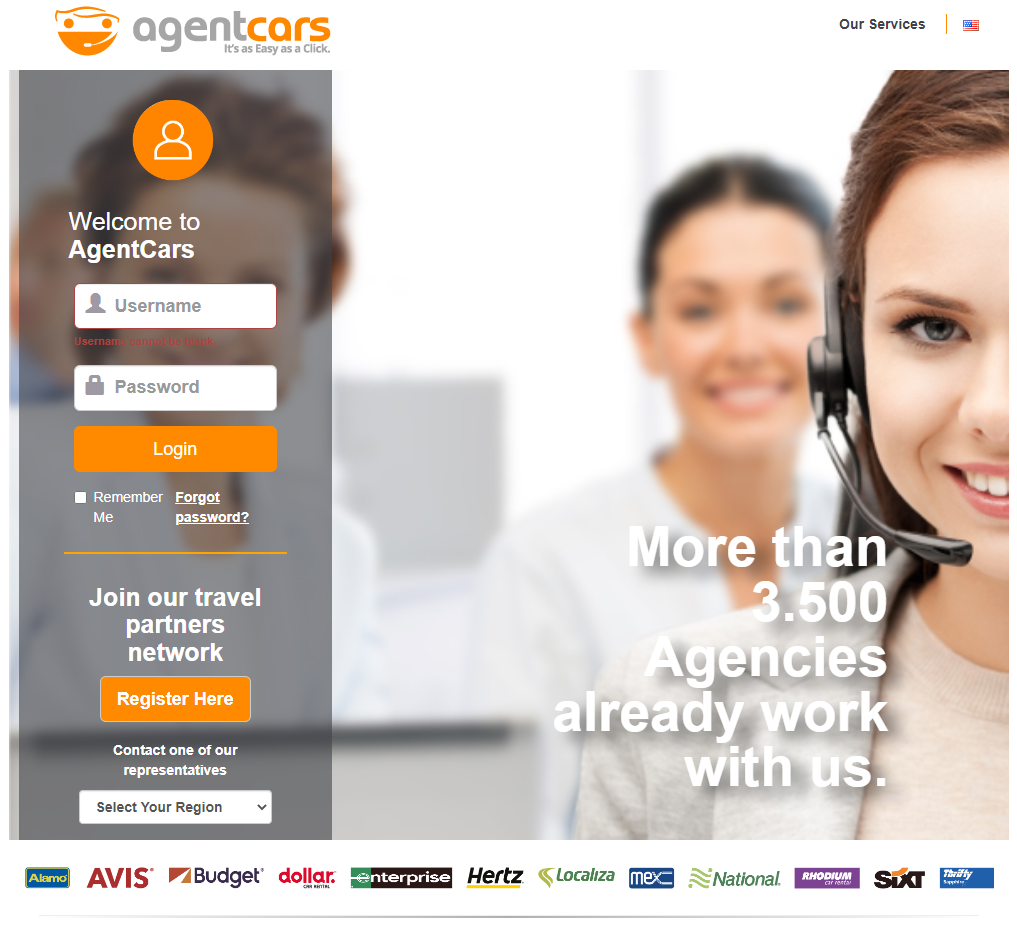 agentcars
It's as Easy as a Click.
Our Services
Welcome to
AgentCars
Username
Username cannot be blank.
Password
Login
Remember Me
Forgot password?
Join our travel
partners
network
Register Here
Contact one of our
representatives
Select Your Region
More than
3.500
Agencies
already work
with us.
Alamo
AVIS
Budget
dollar.
CAR RENTAL
enterprise
Hertz
Localiza
mex
National
RHODIUM
car rental
SIXT
Thrifty
Sapphire